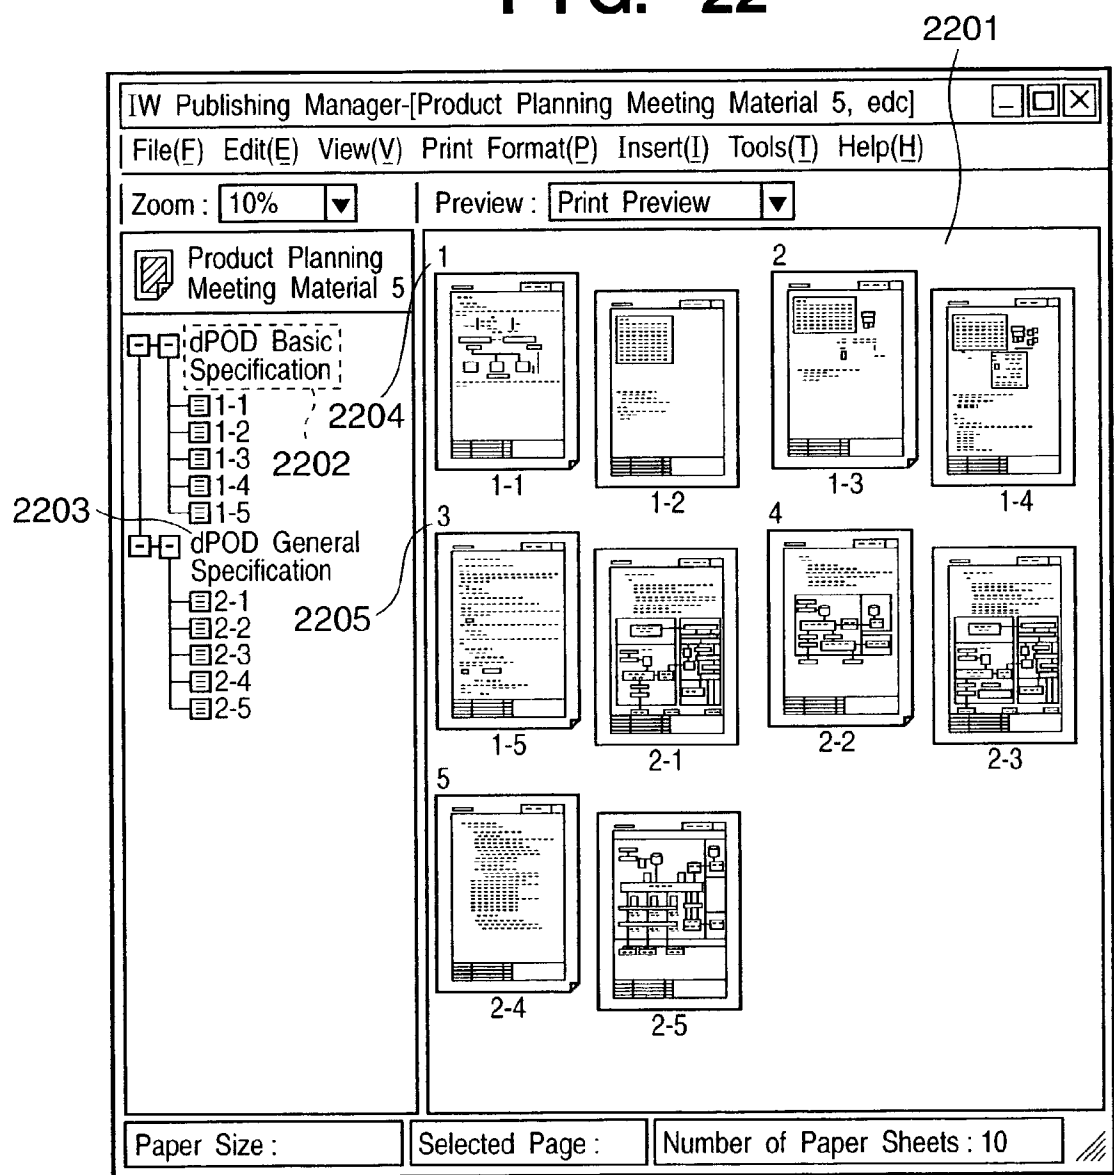 FIG. 22
2201
IW Publishing Manager-[Product Planning Meeting Material 5, edc]
File(F) Edit(E) View(V) Print Format(P) Insert(I) Tools(T) Help(H)
Zoom : 10% Preview : Print Preview
Product Planning
Meeting Material 5
dPOD Basic
Specification
1-1
1-2
1-3
1-4
1-5
dPOD General
Specification
2-1
2-2
2-3
2-4
2-5
2202
2203
2204
2205
1 2
1-1 1-2 1-3 1-4
3 4
1-5 2-1 2-2 2-3
5
2-4 2-5
Paper Size : Selected Page : Number of Paper Sheets : 10